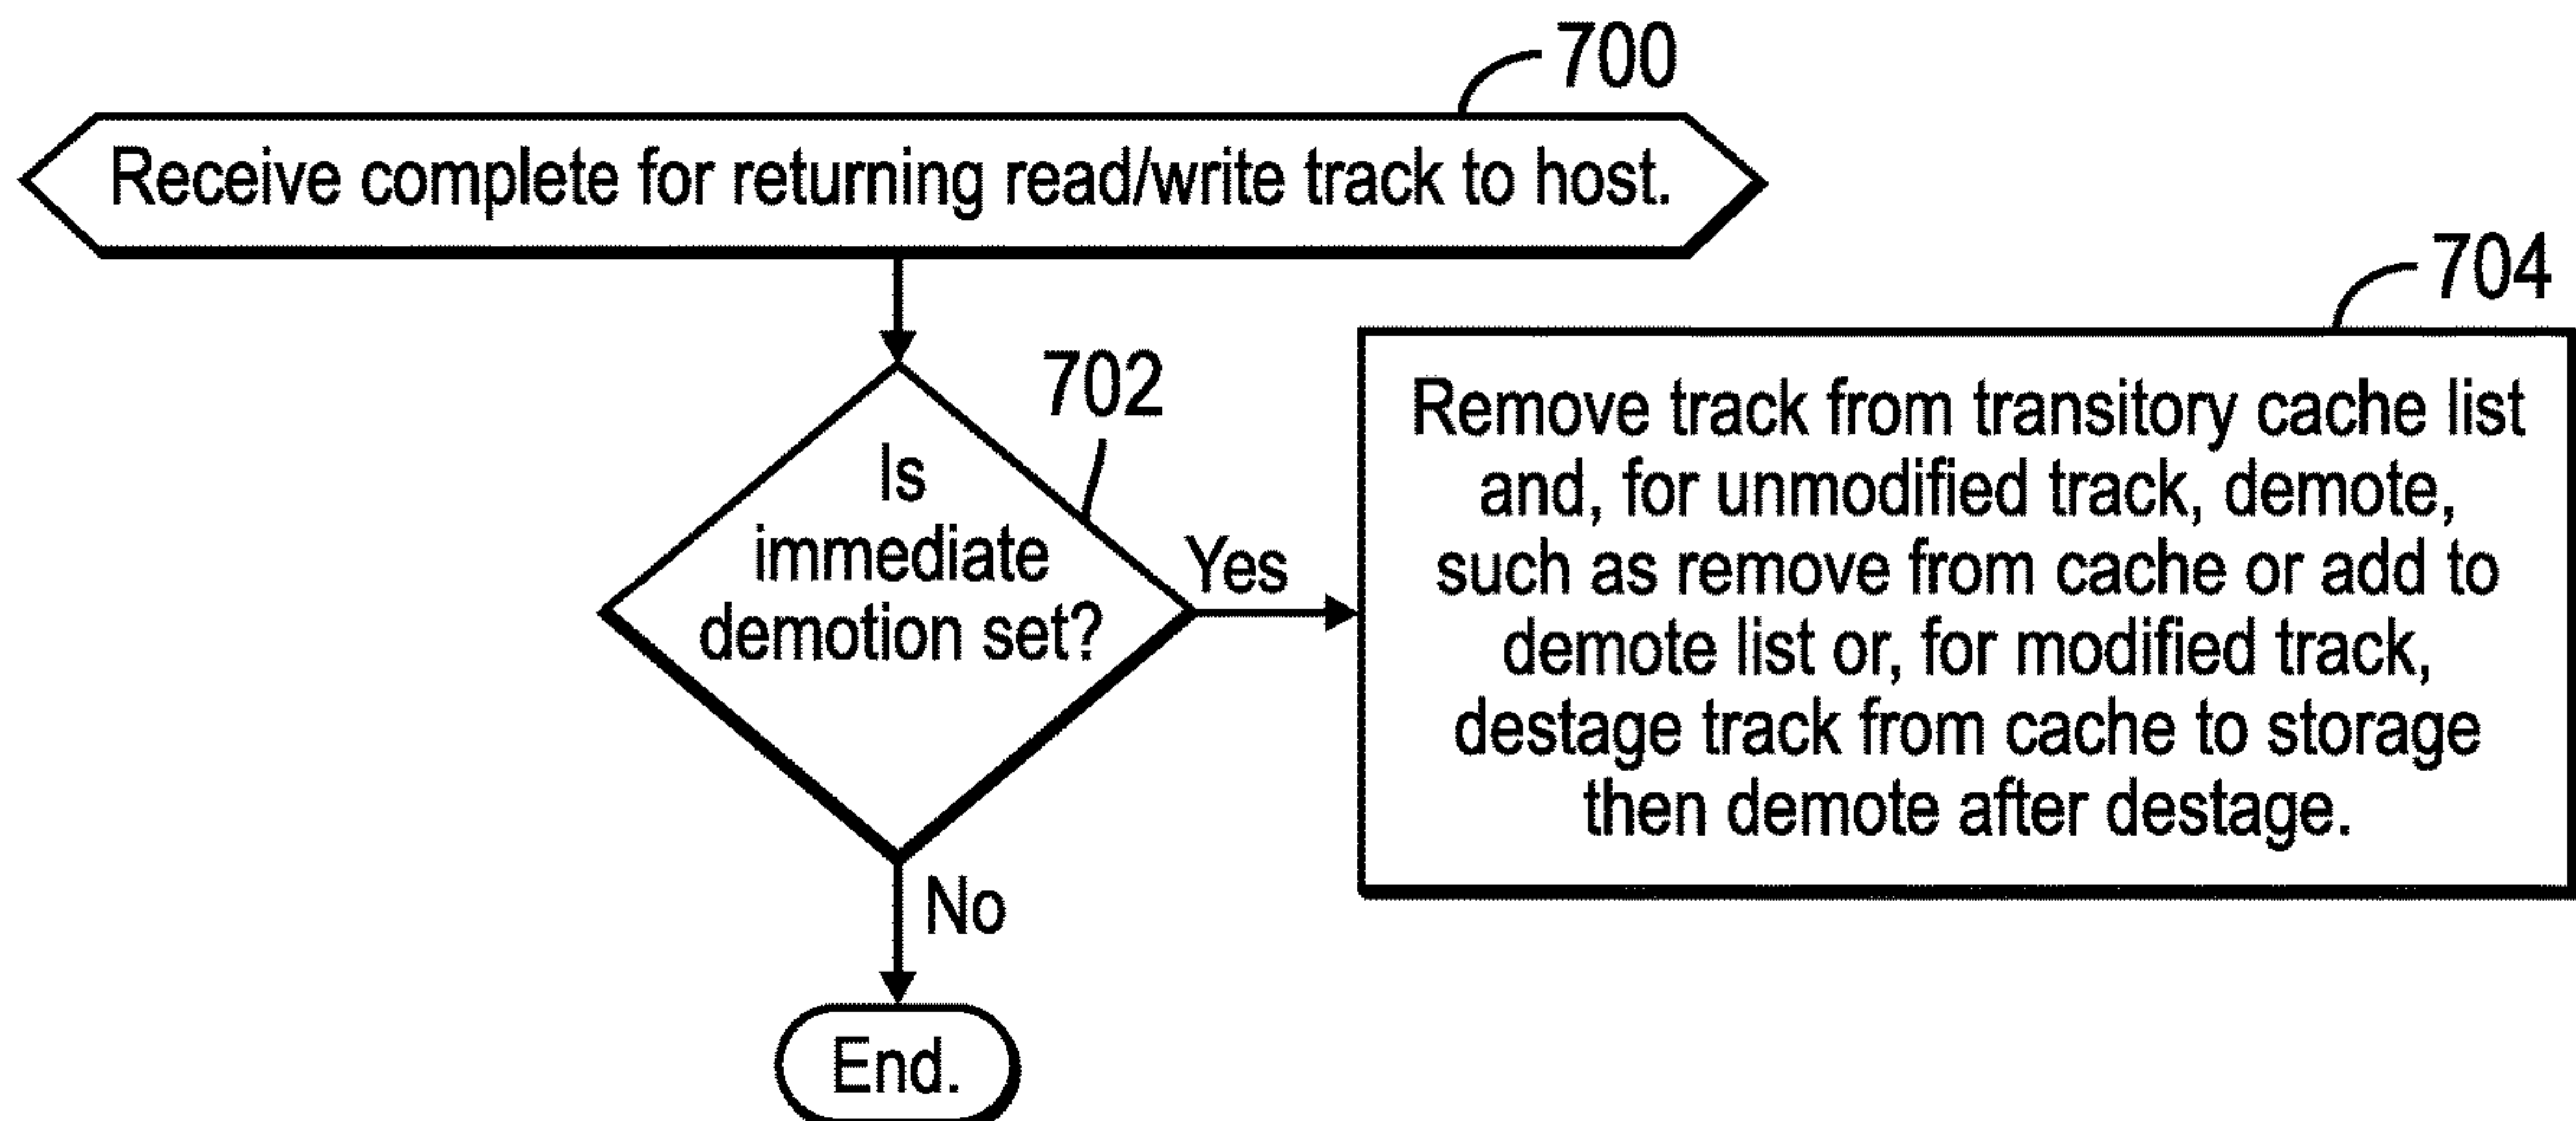 700
Receive complete for returning read/write track to host.
704
702
Is
immediate
demotion set?
Yes
Remove track from transitory cache list
and, for unmodified track, demote,
such as remove from cache or add to
demote list or, for modified track,
destage track from cache to storage
then demote after destage.
No
End.